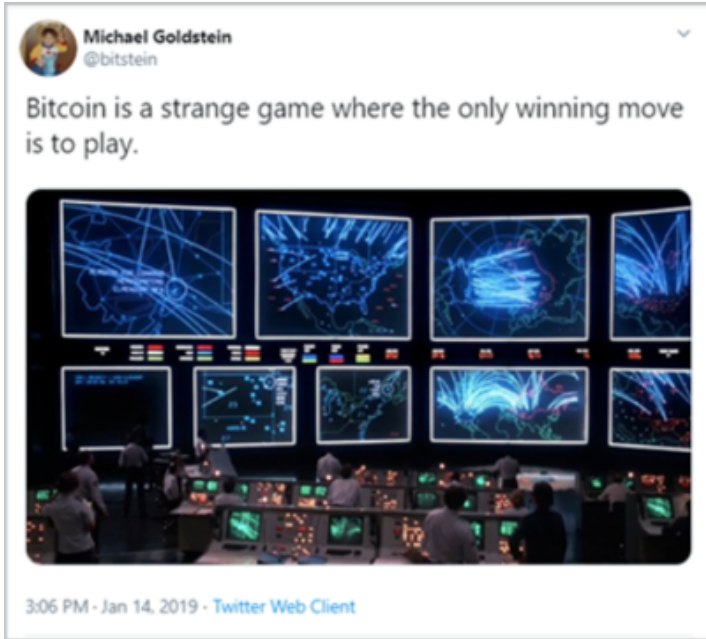 Michael Goldstein
@bitstein
Bitcoin is a strange game where the only winning move
is to play.
3:06 PM · Jan 14, 2019 · Twitter Web Client